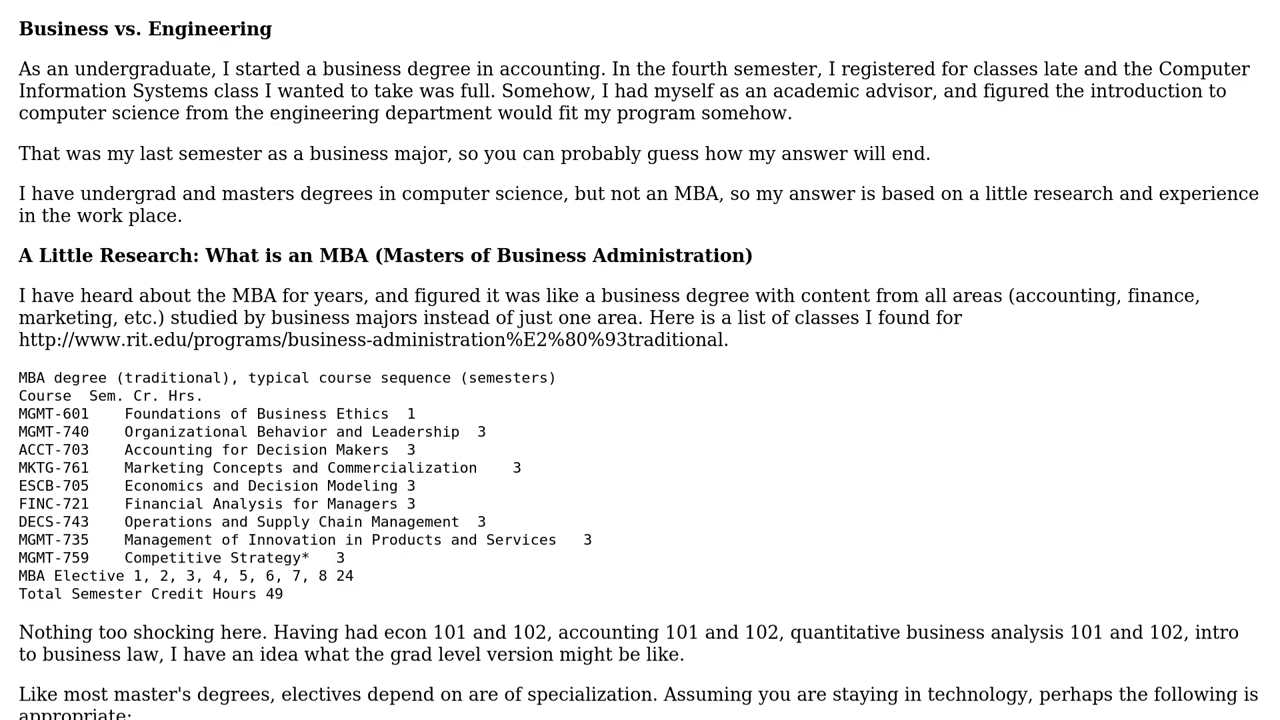 Business vs. Engineering
As an undergraduate, I started a business degree in accounting. In the fourth semester, I registered for classes late and the Computer
Information Systems class I wanted to take was full. Somehow, I had myself as an academic advisor, and figured the introduction to
computer science from the engineering department would fit my program somehow.
That was my last semester as a business major, so you can probably guess how my answer will end.
I have undergrad and masters degrees in computer science, but not an MBA, so my answer is based on a little research and experience
in the work place.
A Little Research: What is an MBA (Masters of Business Administration)
I have heard about the MBA for years, and figured it was like a business degree with content from all areas (accounting, finance,
marketing, etc.) studied by business majors instead of just one area. Here is a list of classes I found for
http://www.rit.edu/programs/business-administration%E2%80%93traditional.
MBA degree (traditional), typical course sequence (semesters)
Course  Sem. Cr. Hrs.
MGMT-601    Foundations of Business Ethics  1
MGMT-740    Organizational Behavior and Leadership  3
ACCT-703    Accounting for Decision Makers  3
MKTG-761    Marketing Concepts and Commercialization    3
ESCB-705    Economics and Decision Modeling 3
FINC-721    Financial Analysis for Managers 3
DECS-743    Operations and Supply Chain Management  3
MGMT-735    Management of Innovation in Products and Services   3
MGMT-759    Competitive Strategy*   3
MBA Elective 1, 2, 3, 4, 5, 6, 7, 8 24
Total Semester Credit Hours 49
Nothing too shocking here. Having had econ 101 and 102, accounting 101 and 102, quantitative business analysis 101 and 102, intro
to business law, I have an idea what the grad level version might be like.
Like most master's degrees, electives depend on are of specialization. Assuming you are staying in technology, perhaps the following is
appropriate: